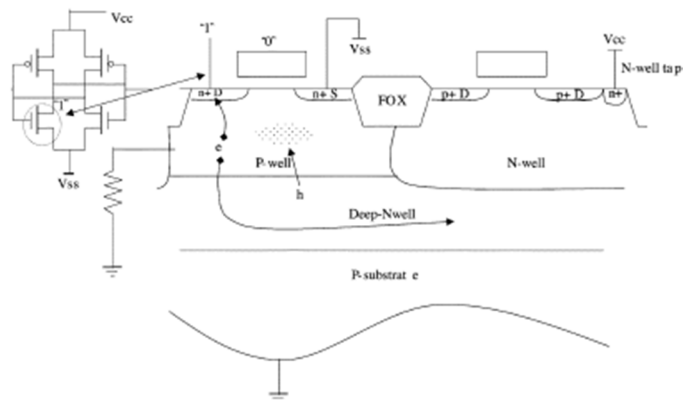 Vcc
"1"
"0"
Vss
Vcc
N-well tap
n+ D
n+ S
FOX
p+ D
p+ D
n+
"1"
e
P-well
N-well
Vss
h
Deep-Nwell
P-substrat e